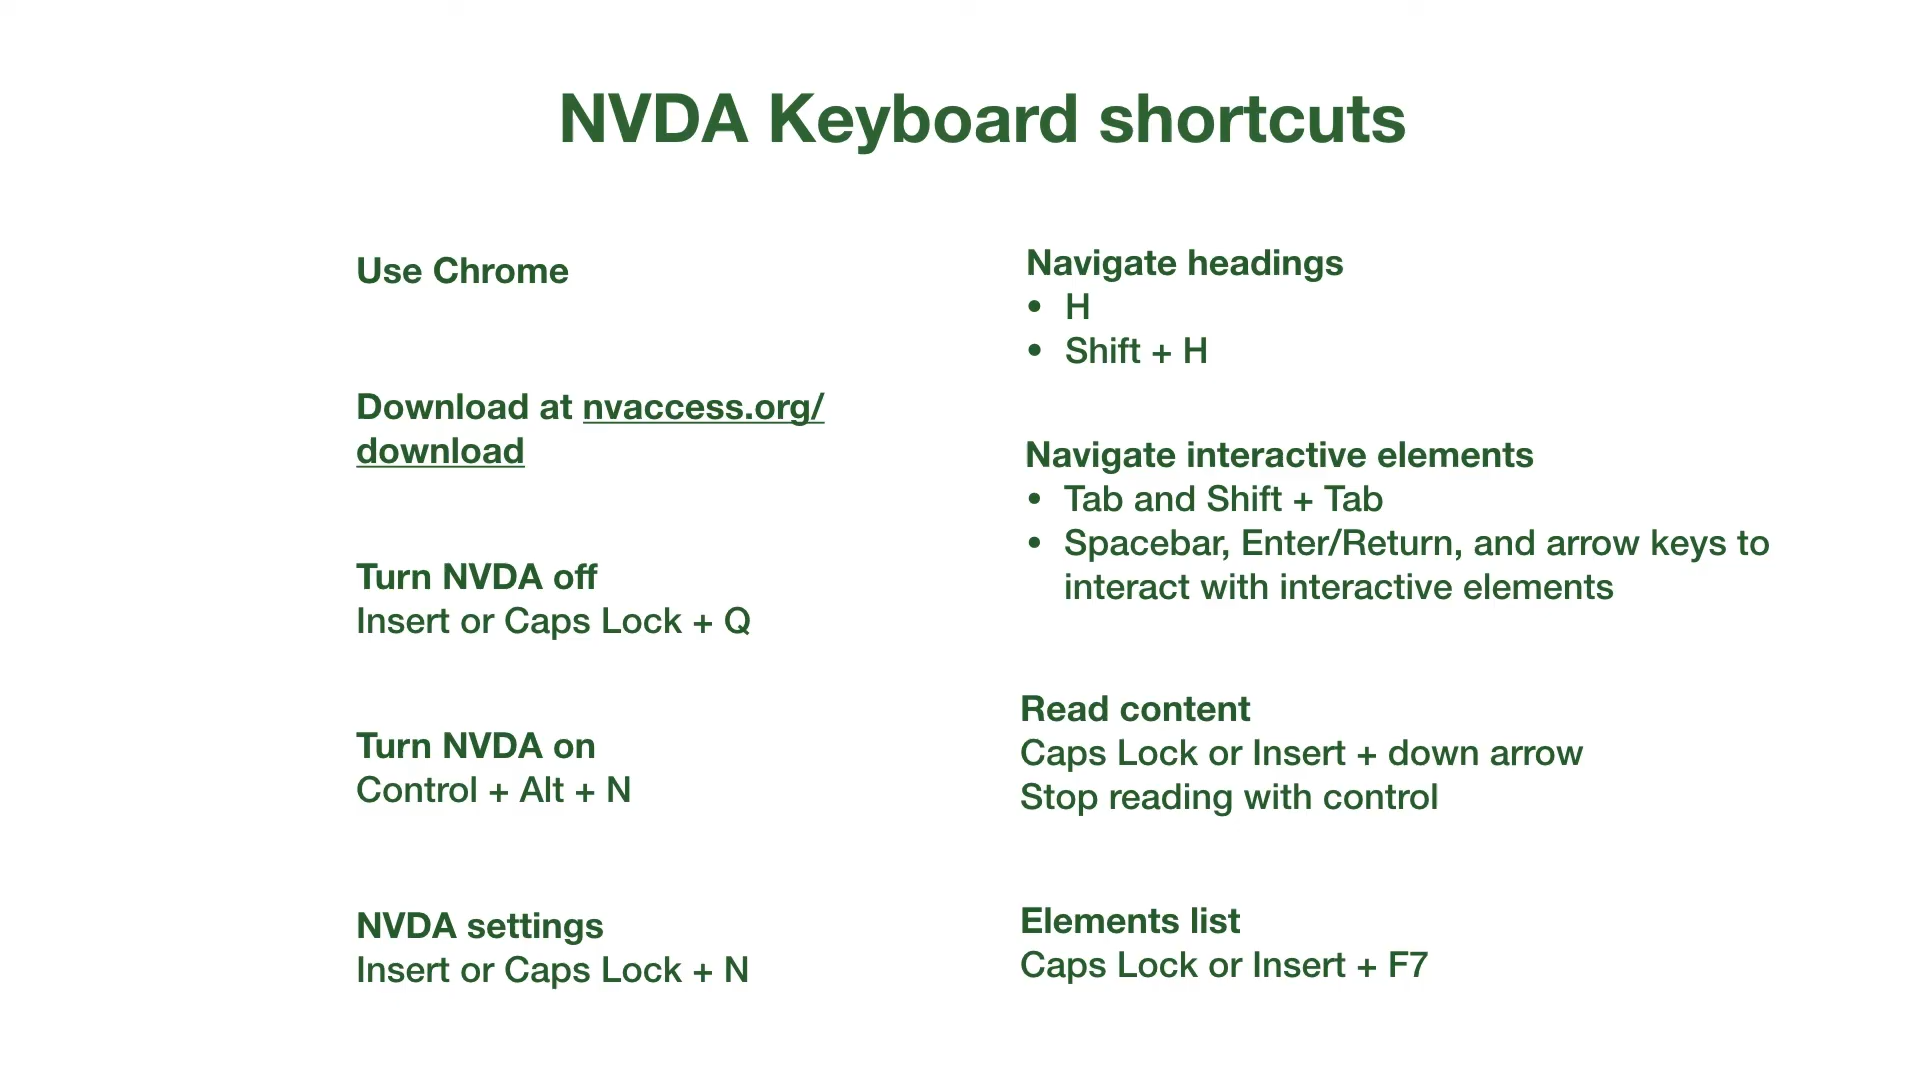 NVDA Keyboard shortcuts
Use Chrome
Download at nvaccess.org/
download
Turn NVDA off
Insert or Caps Lock + Q
Turn NVDA on
Control + Alt + N
NVDA settings
Insert or Caps Lock + N
Navigate headings
• H
• Shift + H
Navigate interactive elements
• Tab and Shift + Tab
• Spacebar, Enter/Return, and arrow keys to
interact with interactive elements
Read content
Caps Lock or Insert + down arrow
Stop reading with control
Elements list
Caps Lock or Insert + F7